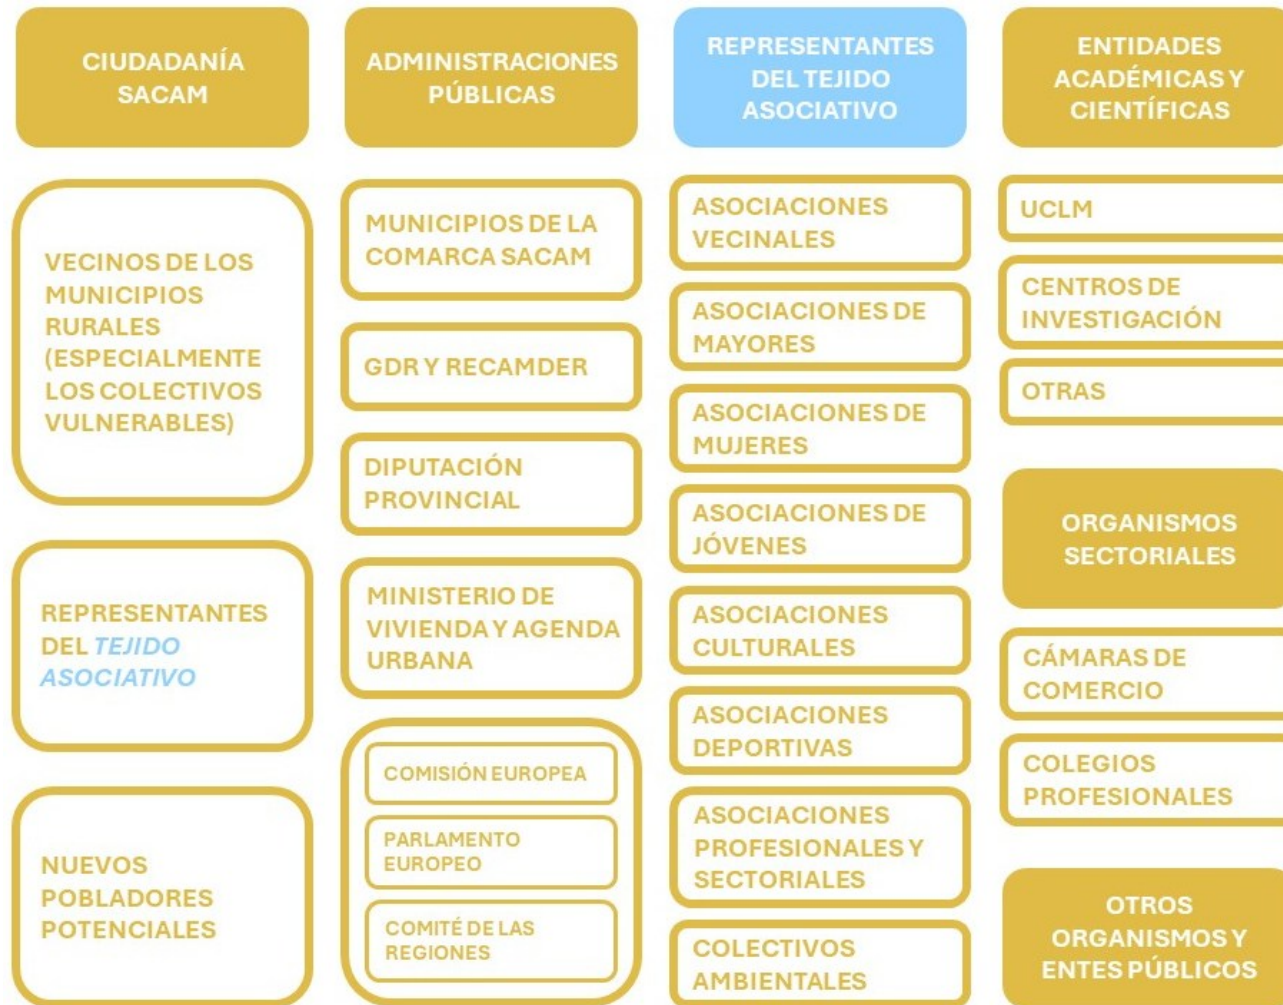 CIUDADANÍA
SACAM
VECINOS DE LOS
MUNICIPIOS
RURALES
(ESPECIALMENTE
LOS COLECTIVOS
VULNERABLES)
REPRESENTANTES
DEL TEJIDO
ASOCIATIVO
NUEVOS
POBLADORES
POTENCIALES
ADMINISTRACIONES
PÚBLICAS
MUNICIPIOS DE LA
COMARCA SACAM
GDR Y RECAMDER
DIPUTACIÓN
PROVINCIAL
MINISTERIO DE
VIVIENDA Y AGENDA
URBANA
COMISIÓN EUROPEA
PARLAMENTO
EUROPEO
COMITÉ DE LAS
REGIONES
REPRESENTANTES
DEL TEJIDO
ASOCIATIVO
ASOCIACIONES
VECINALES
ASOCIACIONES DE
MAYORES
ASOCIACIONES DE
MUJERES
ASOCIACIONES DE
JÓVENES
ASOCIACIONES
CULTURALES
ASOCIACIONES
DEPORTIVAS
ASOCIACIONES
PROFESIONALES Y
SECTORIALES
COLECTIVOS
AMBIENTALES
ENTIDADES
ACADÉMICAS Y
CIENTÍFICAS
UCLM
CENTROS DE
INVESTIGACIÓN
OTRAS
ORGANISMOS
SECTORIALES
CÁMARAS DE
COMERCIO
COLEGIOS
PROFESIONALES
OTROS
ORGANISMOS Y
ENTES PÚBLICOS